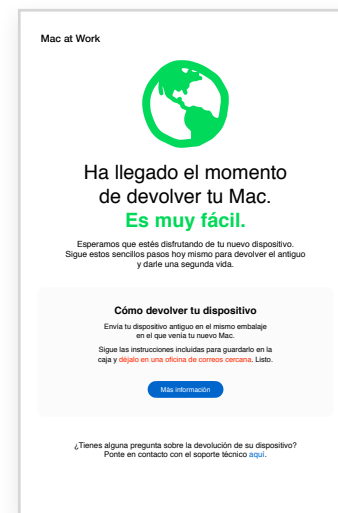 Mac at Work
Ha llegado el momento
de devolver tu Mac.
Es muy fácil.
Esperamos que estés disfrutando de tu nuevo dispositivo.
Sigue estos sencillos pasos hoy mismo para devolver el antiguo
y darle una segunda vida.
Cómo devolver tu dispositivo
Envía tu dispositivo antiguo en el mismo embalaje
en el que venía tu nuevo Mac.
Sigue las instrucciones incluidas para guardarlo en la
caja y déjalo en una oficina de correos cercana. Listo.
Más información
¿Tienes alguna pregunta sobre la devolución de su dispositivo?
Ponte en contacto con el soporte técnico aquí.